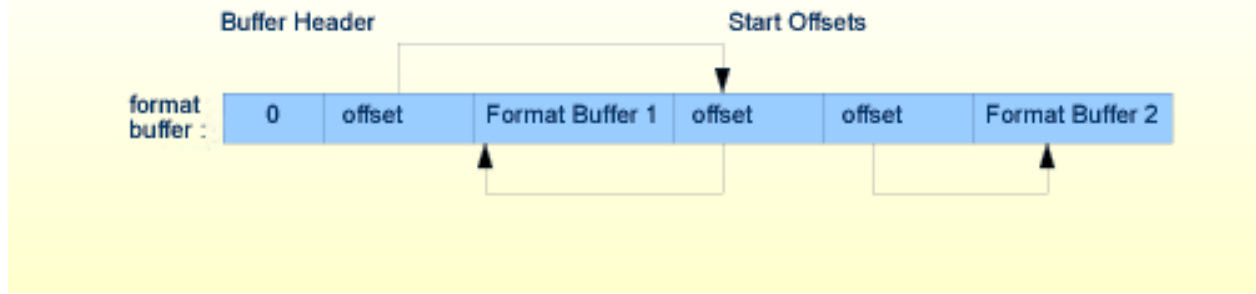 Buffer Header Start Offsets
format
buffer : 0 offset Format Buffer 1 offset offset Format Buffer 2